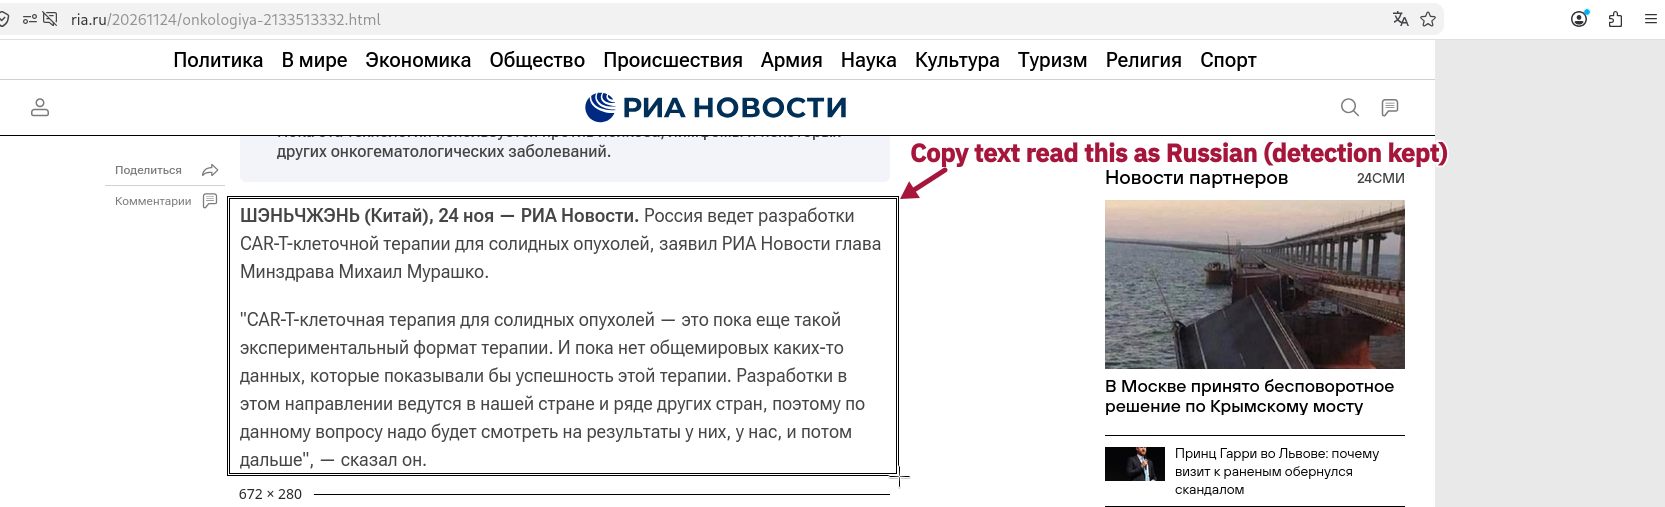 ria.ru/20261124/onkologiya-2133513332.html
Политика В мире Экономика Общество Происшествия Армия Наука Культура Туризм Религия Спорт
РИА НОВОСТИ
других онкогематологических заболеваний.
Copy text read this as Russian (detection kept)
Поделиться
Комментарии
ШЭНЬЧЖЭНЬ (Китай), 24 ноя — РИА Новости. Россия ведет разработки
CAR-T-клеточной терапии для солидных опухолей, заявил РИА Новости глава
Минздрава Михаил Мурашко.
"CAR-T-клеточная терапия для солидных опухолей — это пока еще такой
экспериментальный формат терапии. И пока нет общемировых каких-то
данных, которые показывали бы успешность этой терапии. Разработки в
этом направлении ведутся в нашей стране и ряде других стран, поэтому по
данному вопросу надо будет смотреть на результаты у них, у нас, и потом
дальше", — сказал он.
672 × 280
Новости партнеров 24СМИ
В Москве принято бесповоротное
решение по Крымскому мосту
Принц Гарри во Львове: почему
визит к раненым обернулся
скандалом